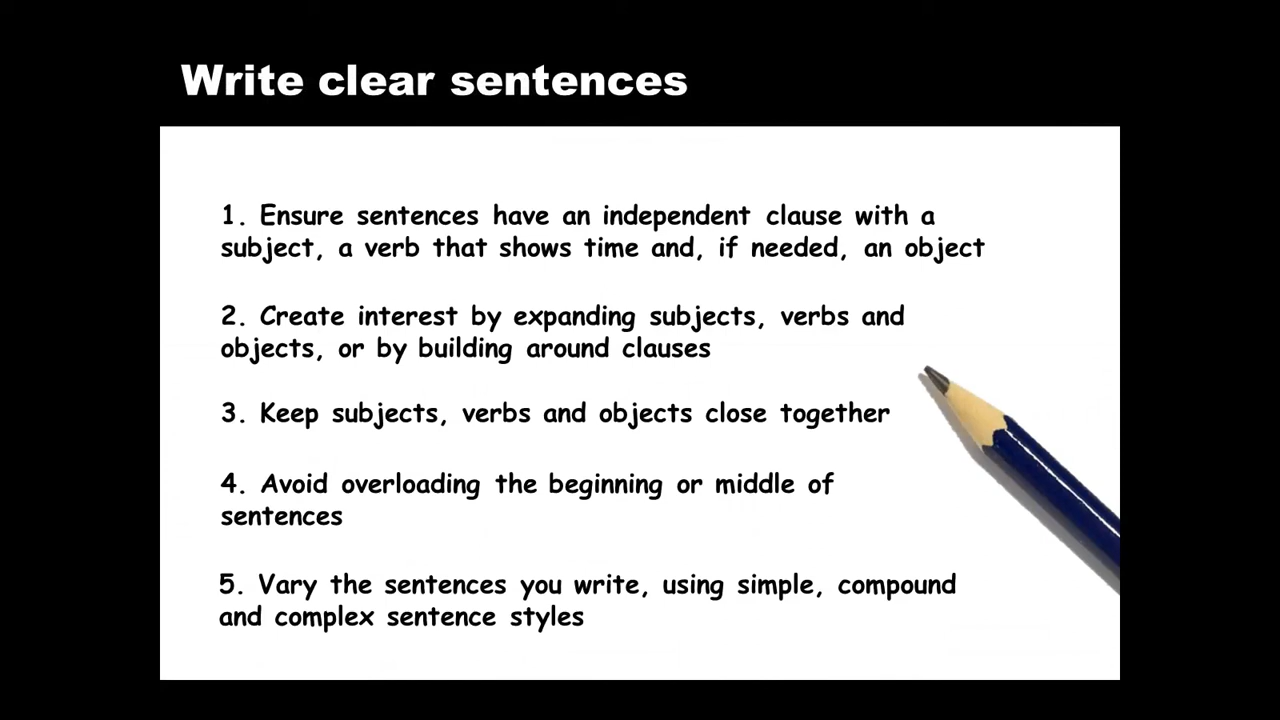 Write clear sentences
1. Ensure sentences have an independent clause with a
subject, a verb that shows time and, if needed, an object
2. Create interest by expanding subjects, verbs and
objects, or by building around clauses
3. Keep subjects, verbs and objects close together
4. Avoid overloading the beginning or middle of
sentences
5. Vary the sentences you write, using simple, compound
and complex sentence styles